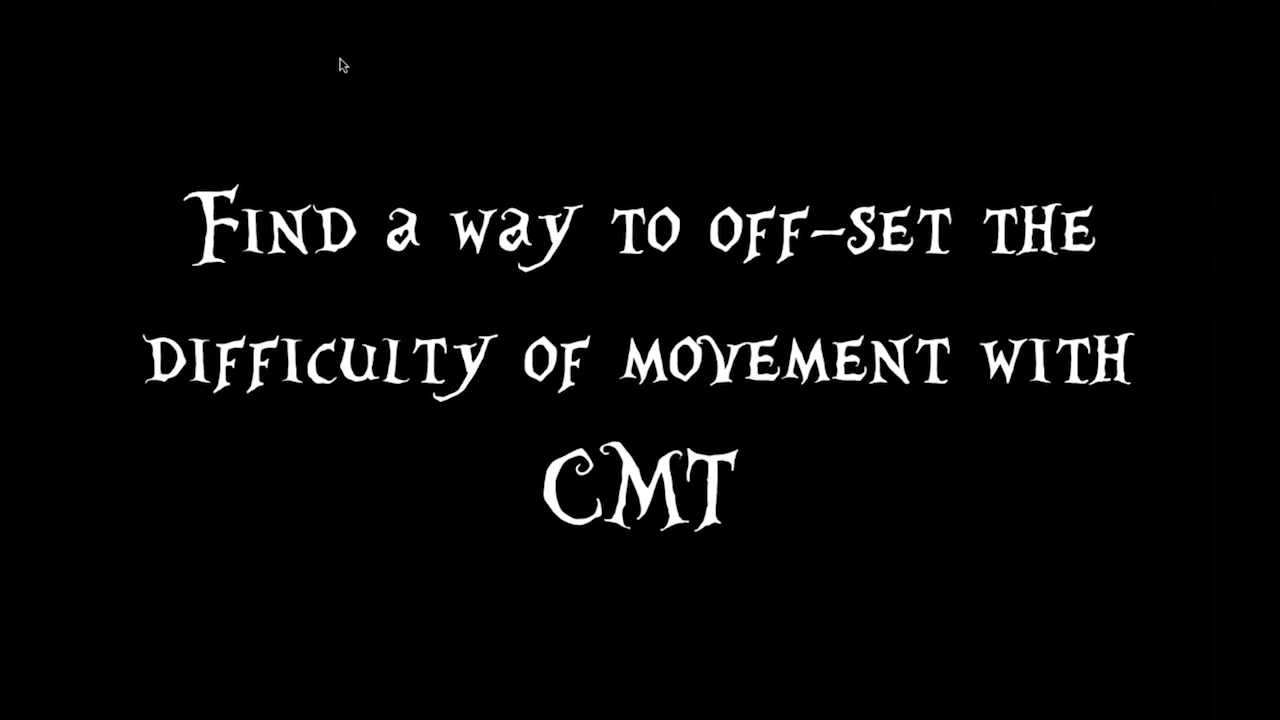 Find a way to off-set the
difficulty of movement with
CMT